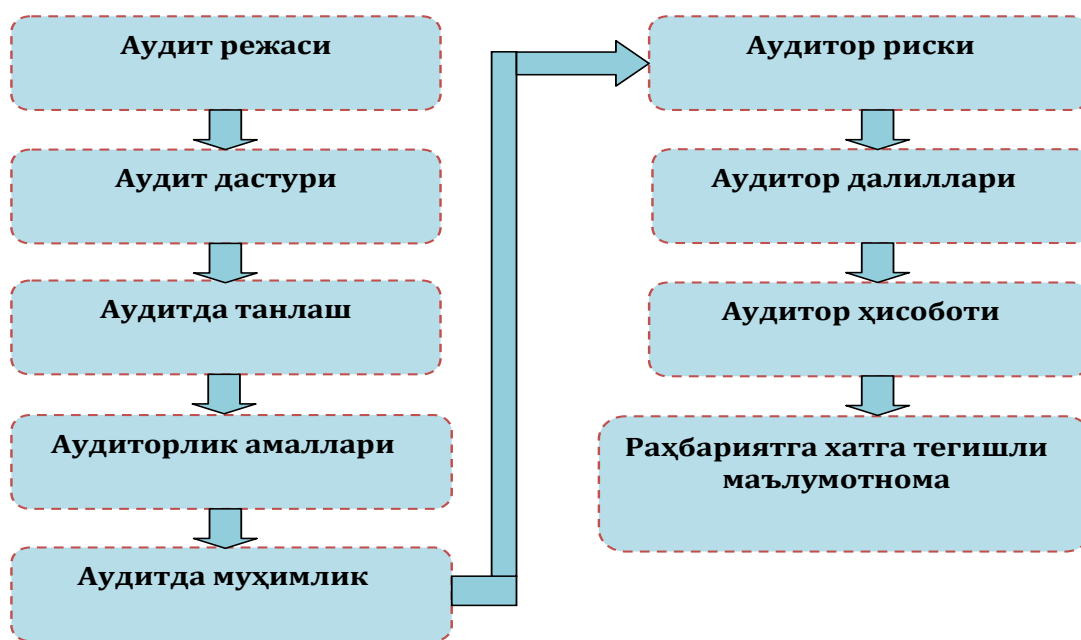 Аудит режаси
Аудит дастури
Аудитда танлаш
Аудиторлик амаллари
Аудитда муҳимлик
Аудитор риски
Аудитор далиллари
Аудитор ҳисоботи
Раҳбариятга хатга тегишли
маълумотнома